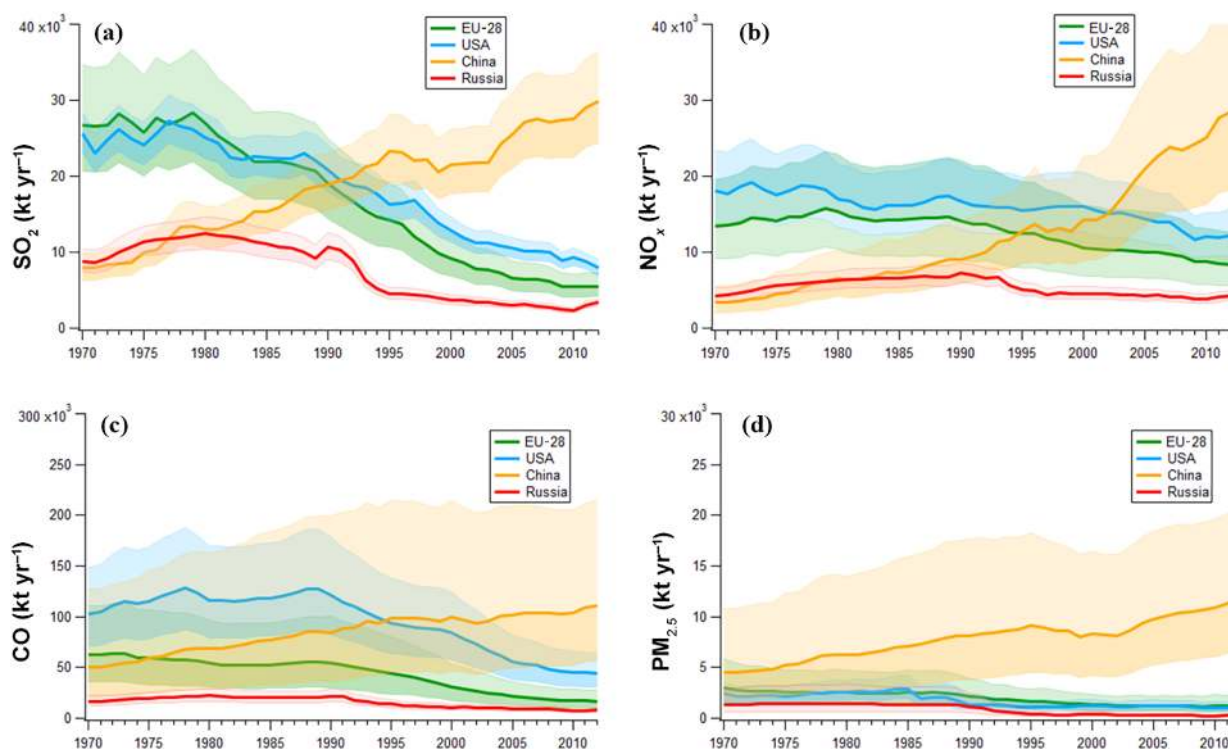 (a)
40 x10³
30
20
10
0
SO₂ (kt yr⁻¹)
EU-28
USA
China
Russia
1970 1975 1980 1985 1990 1995 2000 2005 2010
(b)
40 x10³
30
20
10
0
NOₓ (kt yr⁻¹)
EU-28
USA
China
Russia
1970 1975 1980 1985 1990 1995 2000 2005 2010
(c)
300 x10³
250
200
150
100
50
0
CO (kt yr⁻¹)
EU-28
USA
China
Russia
1970 1975 1980 1985 1990 1995 2000 2005 2010
(d)
30 x10³
25
20
15
10
5
0
PM₂.₅ (kt yr⁻¹)
EU-28
USA
China
Russia
1970 1975 1980 1985 1990 1995 2000 2005 2010